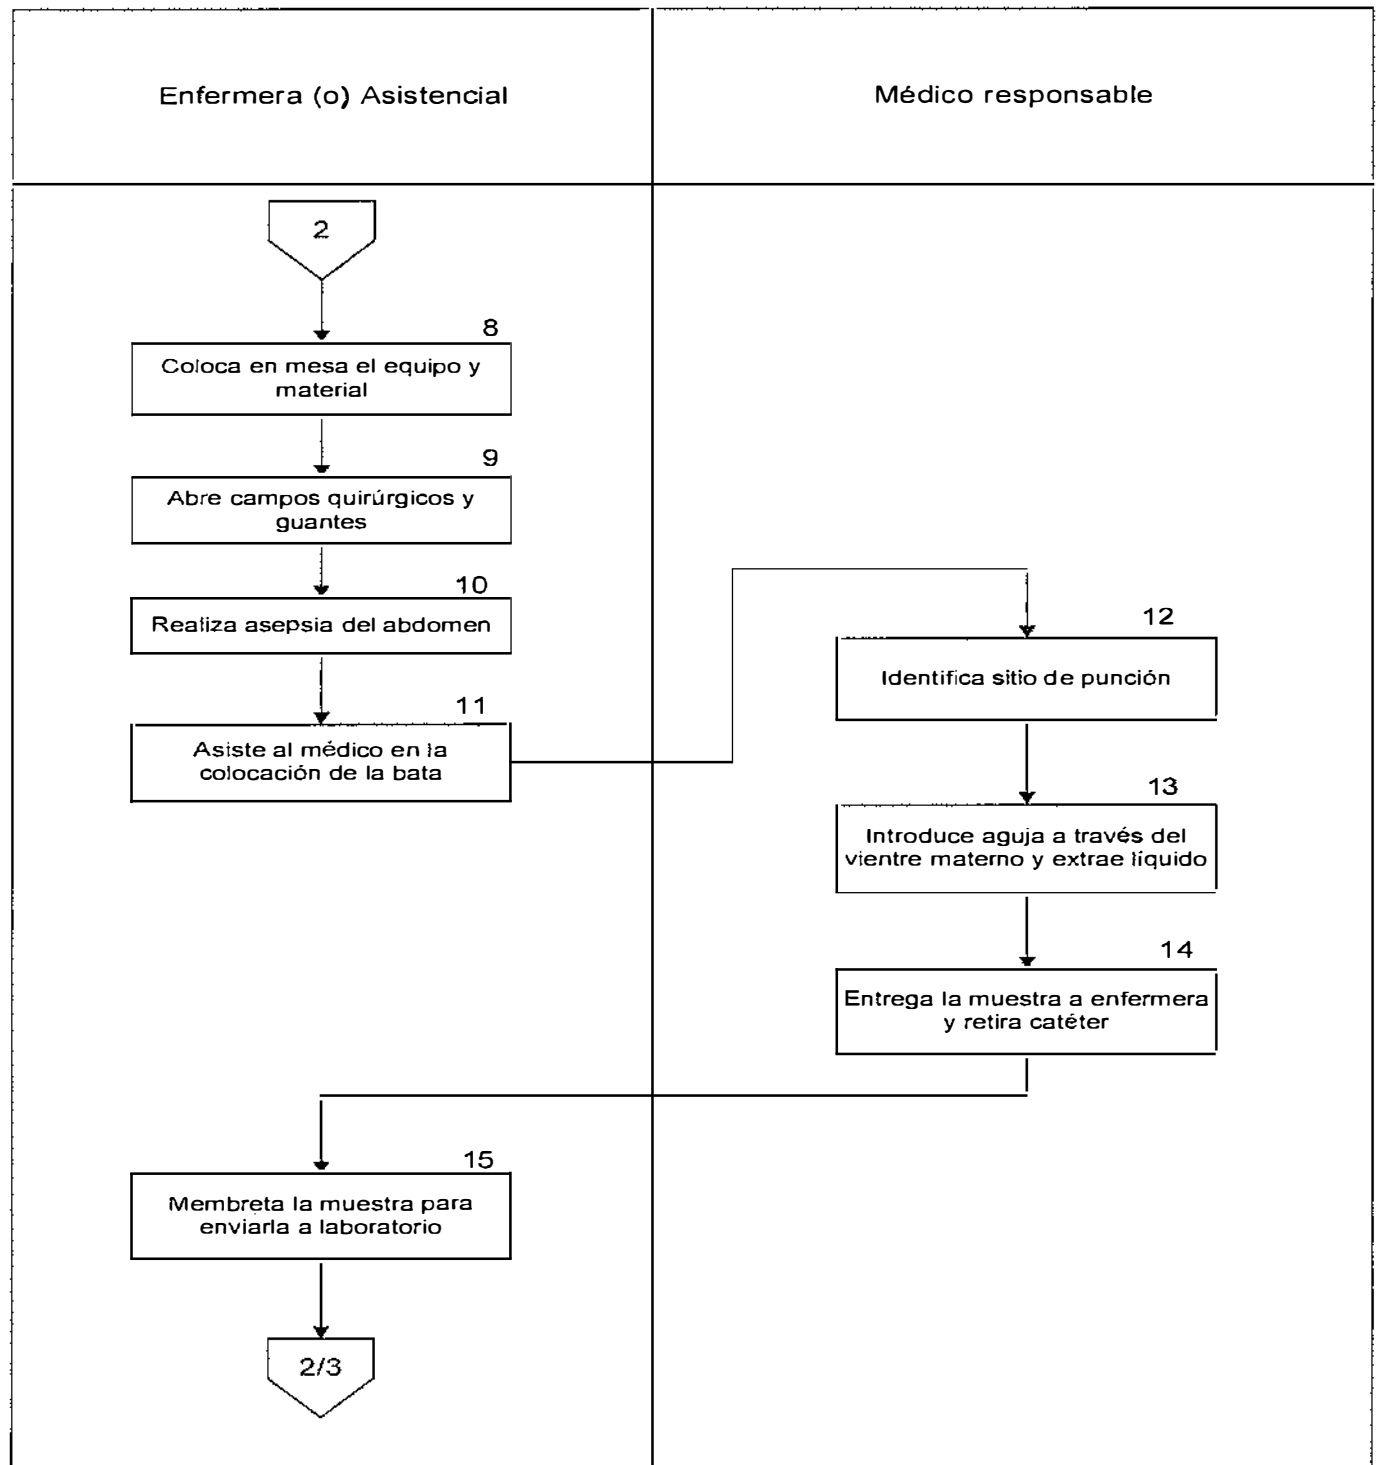 Enfermera (o) Asistencial
Médico responsable
2
8
Coloca en mesa el equipo y
material
9
Abre campos quirúrgicos y
guantes
10
Realiza asepsia del abdomen
11
Asiste al médico en la
colocación de la bata
12
Identifica sitio de punción
13
Introduce aguja a través del
vientre materno y extrae líquido
14
Entrega la muestra a enfermera
y retira catéter
15
Membreta la muestra para
enviarla a laboratorio
2/3